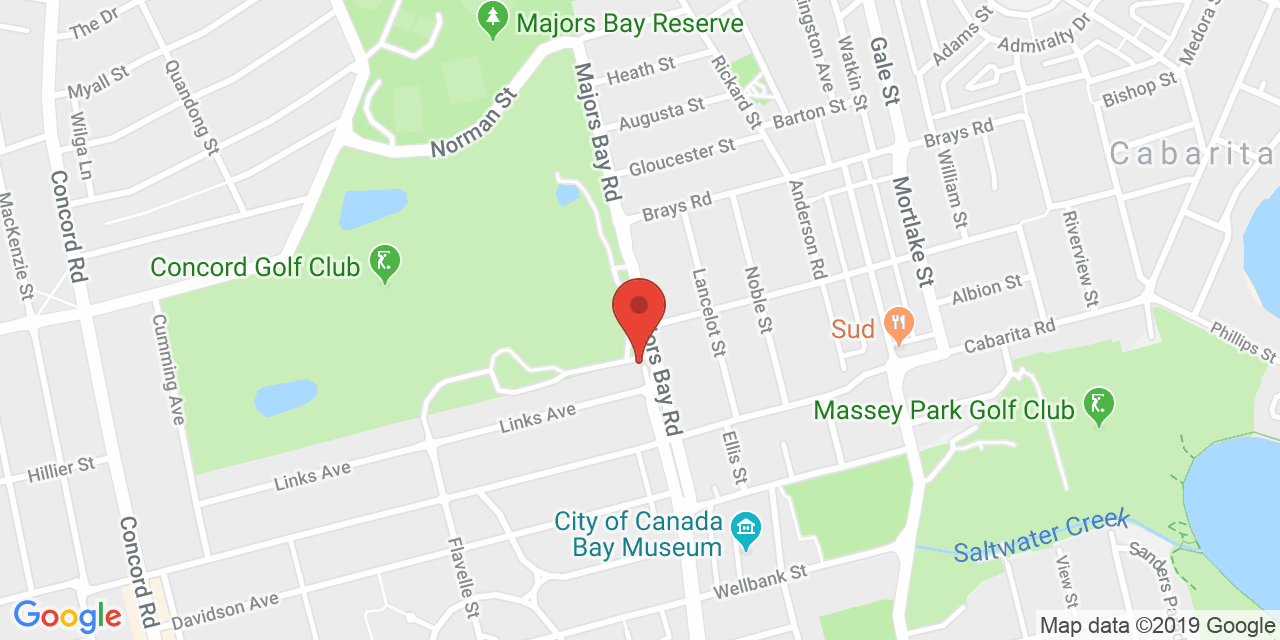 Majors Bay Reserve
The Dr
Myall St
Quandong St
Wilga Ln
Norman St
Majors Bay Rd
Heath St
Augusta St
Gloucester St
Brays Rd
Rickard St
Barton St
Watkin St
Gale St
Adams St
Admiralty Dr
Medora S
Bishop St
Brays Rd
William St
Cabarita
MacKenzie St
Concord Rd
Concord Golf Club
Anderson Rd
Mortlake St
Riverview St
Lancelot St
Noble St
Albion St
Sud
Cabarita Rd
Phillips St
Cumming Ave
ors Bay Rd
Links Ave
Massey Park Golf Club
Ellis St
Hillier St
Links Ave
Concord Rd
City of Canada
Bay Museum
Saltwater Creek
Flavelle St
Wellbank St
View St
Sanders Pa
Davidson Ave
Google
Map data ©2019 Google